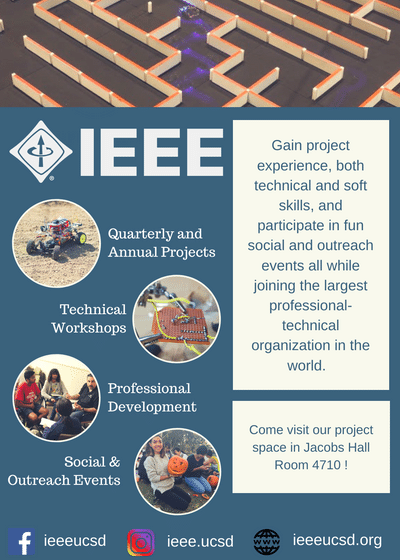 IEEE
®
Gain project
experience, both
technical and soft
skills, and
participate in fun
social and outreach
events all while
joining the largest
professional-
technical
organization in the
world.
Quarterly and
Annual Projects
Technical
Workshops
Professional
Development
Social &
Outreach Events
Come visit our project
space in Jacobs Hall
Room 4710 !
ieeeucsd
ieee.ucsd
WWW
ieeeucsd.org